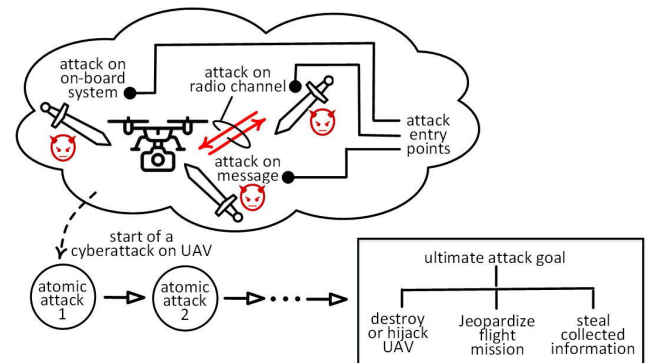 attack on
on-board
system
attack on
radio channel
attack on
message
attack
entry
points
start of a
cyberattack on UAV
atomic
attack
1
atomic
attack
2
ultimate attack goal
destroy
or hijack
UAV
Jeopardize
flight
mission
steal
collected
information